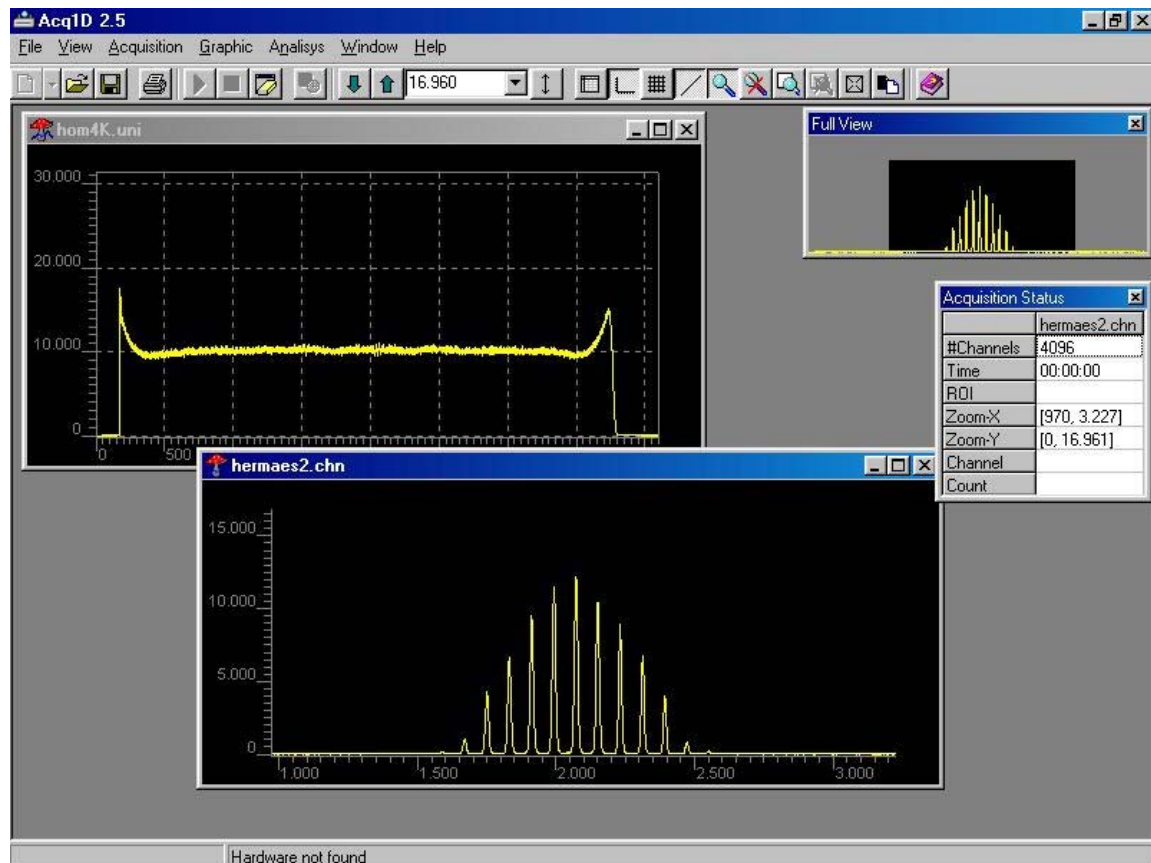 Acq1D 2.5
File View Acquisition Graphic Analisys Window Help
16.960
hom4K.uni
30.000
20.000
10.000
0
0 500
Full View
Acquisition Status
hermaes2.chn
#Channels 4096
Time 00:00:00
ROI
Zoom-X [970, 3.227]
Zoom-Y [0, 16.961]
Channel
Count
hermaes2.chn
15.000
10.000
5.000
0
1.000 1.500 2.000 2.500 3.000
Hardware not found